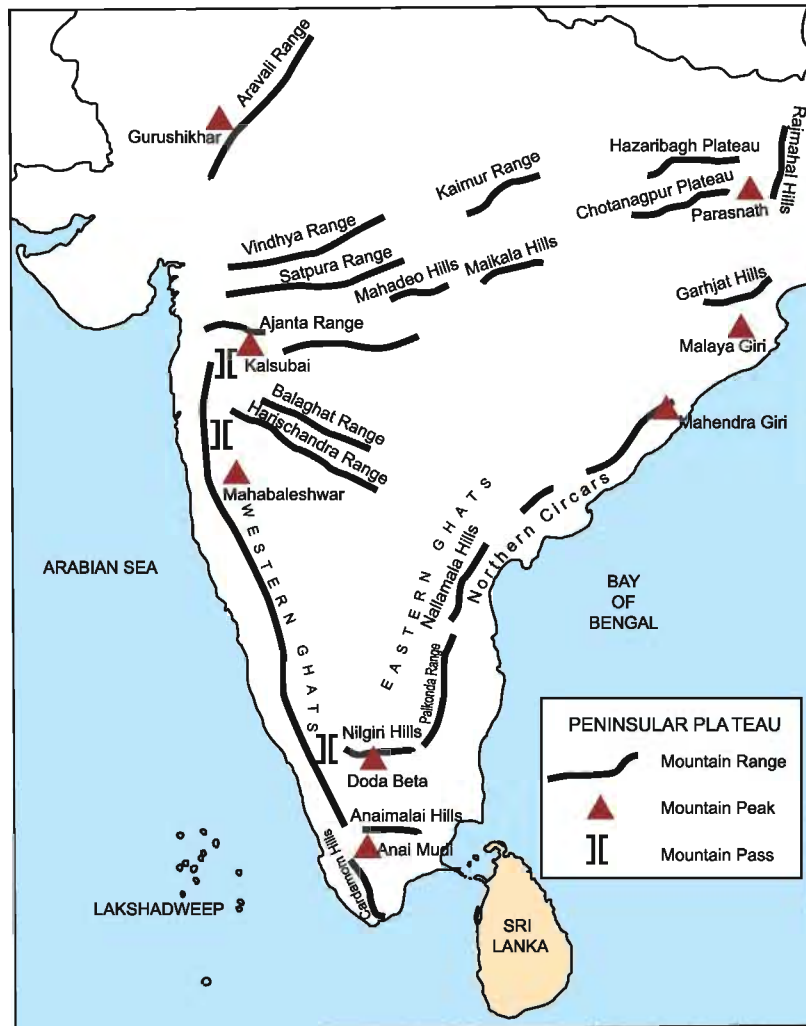 Aravali Range
Gurushikhar
Rajmahal Hills
Hazaribagh Plateau
Kaimur Range
Chotanagpur Plateau
Parasnath
Vindhya Range
Satpura Range
Mahadeo Hills
Maikala Hills
Garhjat Hills
Ajanta Range
Malaya Giri
Kalsubai
Balaghat Range
Harischandra Range
Mahendra Giri
Mahabaleshwar
WESTERN GHATS
EASTERN GHATS
Nallamala Hills
Northern Circars
ARABIAN SEA
BAY
OF
BENGAL
Palkonda Range
Nilgiri Hills
Doda Beta
Anaimalai Hills
Anai Mudi
Cardamom Hills
LAKSHADWEEP
SRI
LANKA
PENINSULAR PLATEAU
Mountain Range
Mountain Peak
Mountain Pass